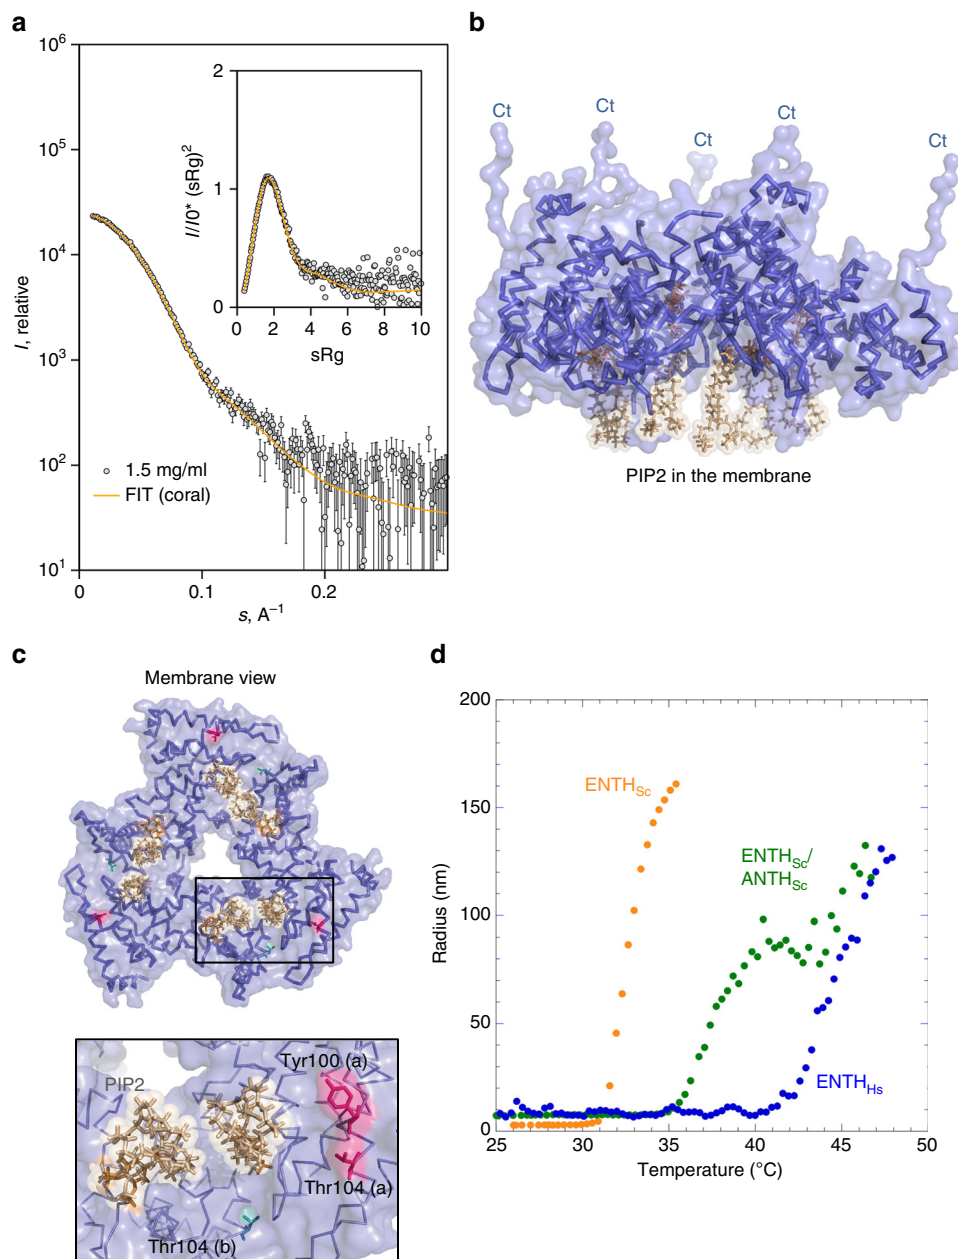 a
10^6
10^5
10^4
10^3
10^2
10^1
I, relative
0
0.1
0.2
s, A^−1
1.5 mg/ml
FIT (coral)
2
1
0
I/I0* (sRg)^2
0 2 4 6 8 10
sRg
b
Ct
Ct
Ct
Ct
Ct
PIP2 in the membrane
c
Membrane view
PIP2
Tyr100 (a)
Thr104 (a)
Thr104 (b)
d
200
150
100
50
0
Radius (nm)
ENTH_Sc
ENTH_Sc/
ANTH_Sc
ENTH_Hs
25 30 35 40 45 50
Temperature (°C)